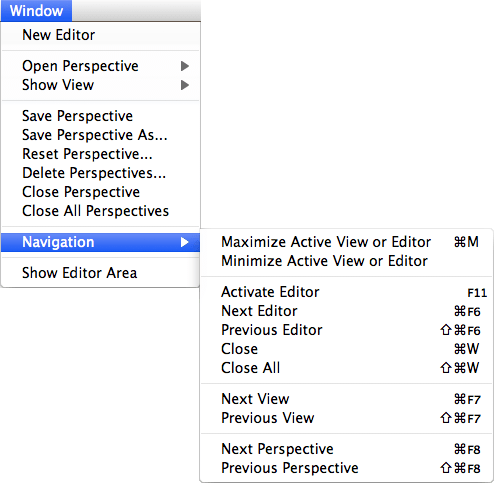 Window
New Editor
Open Perspective ▶
Show View ▶
Save Perspective
Save Perspective As...
Reset Perspective...
Delete Perspectives...
Close Perspective
Close All Perspectives
Navigation ▶
Show Editor Area
Maximize Active View or Editor ⌘M
Minimize Active View or Editor
Activate Editor F11
Next Editor ⌘F6
Previous Editor ⇧⌘F6
Close ⌘W
Close All ⇧⌘W
Next View ⌘F7
Previous View ⇧⌘F7
Next Perspective ⌘F8
Previous Perspective ⇧⌘F8